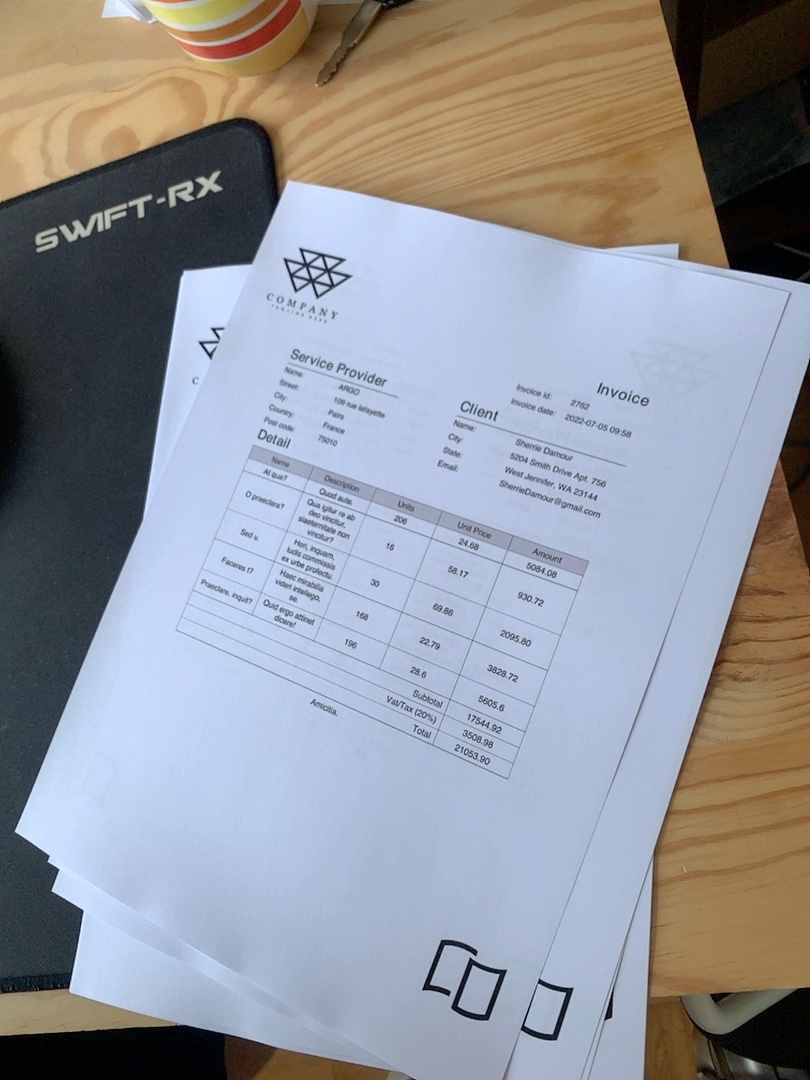 SWIFT-RX
COMPANY
TAGLINE HERE
Invoice
Invoice id: 2762
Invoice date: 2022-07-05 09:58
Service Provider
Name: ARGO
Street: 109 rue lafayette
City: Pairs
Country: France
Post code: 75010
Client
Name: Sherrie Damour
City: 5204 Smith Drive Apt. 756
State: West Jennifer, WA 23144
Email: SherrieDamour@gmail.com
Detail
Name Description Units Unit Price Amount
At qua? Quod aute. 206 24.68 5084.08
O praeclara? Qua igitur re ab
deo vincitur,
siaeternitate non
vincitur? 16 58.17 930.72
Sed u. Heri, inquam,
ludis commissis
ex urbe profectu. 30 69.86 2095.80
Faceres t? Haec mirabilia
videri intellego,
se. 168 22.79 3828.72
Praeclare, inquit? Quid ergo attinet
dicere! 196 28.6 5605.6
Subtotal 17544.92
Vat/Tax (20%) 3508.98
Total 21053.90
Amicitia.
C